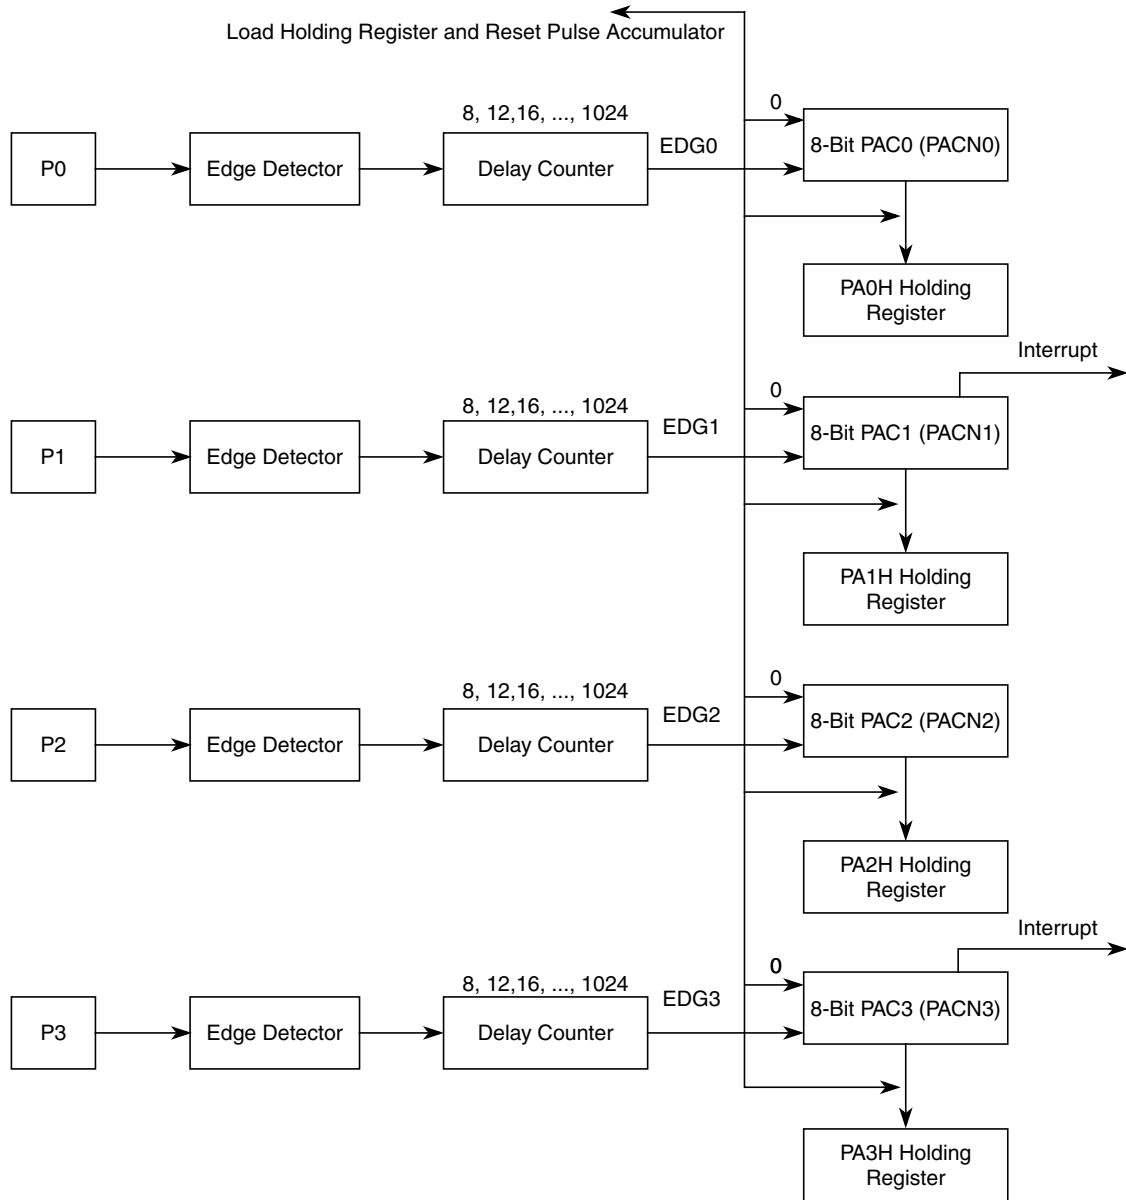 Load Holding Register and Reset Pulse Accumulator
8, 12,16, ..., 1024
0
P0
Edge Detector
Delay Counter
EDG0
8-Bit PAC0 (PACN0)
PA0H Holding
Register
Interrupt
8, 12,16, ..., 1024
0
P1
Edge Detector
Delay Counter
EDG1
8-Bit PAC1 (PACN1)
PA1H Holding
Register
8, 12,16, ..., 1024
0
P2
Edge Detector
Delay Counter
EDG2
8-Bit PAC2 (PACN2)
PA2H Holding
Register
Interrupt
8, 12,16, ..., 1024
0
P3
Edge Detector
Delay Counter
EDG3
8-Bit PAC3 (PACN3)
PA3H Holding
Register